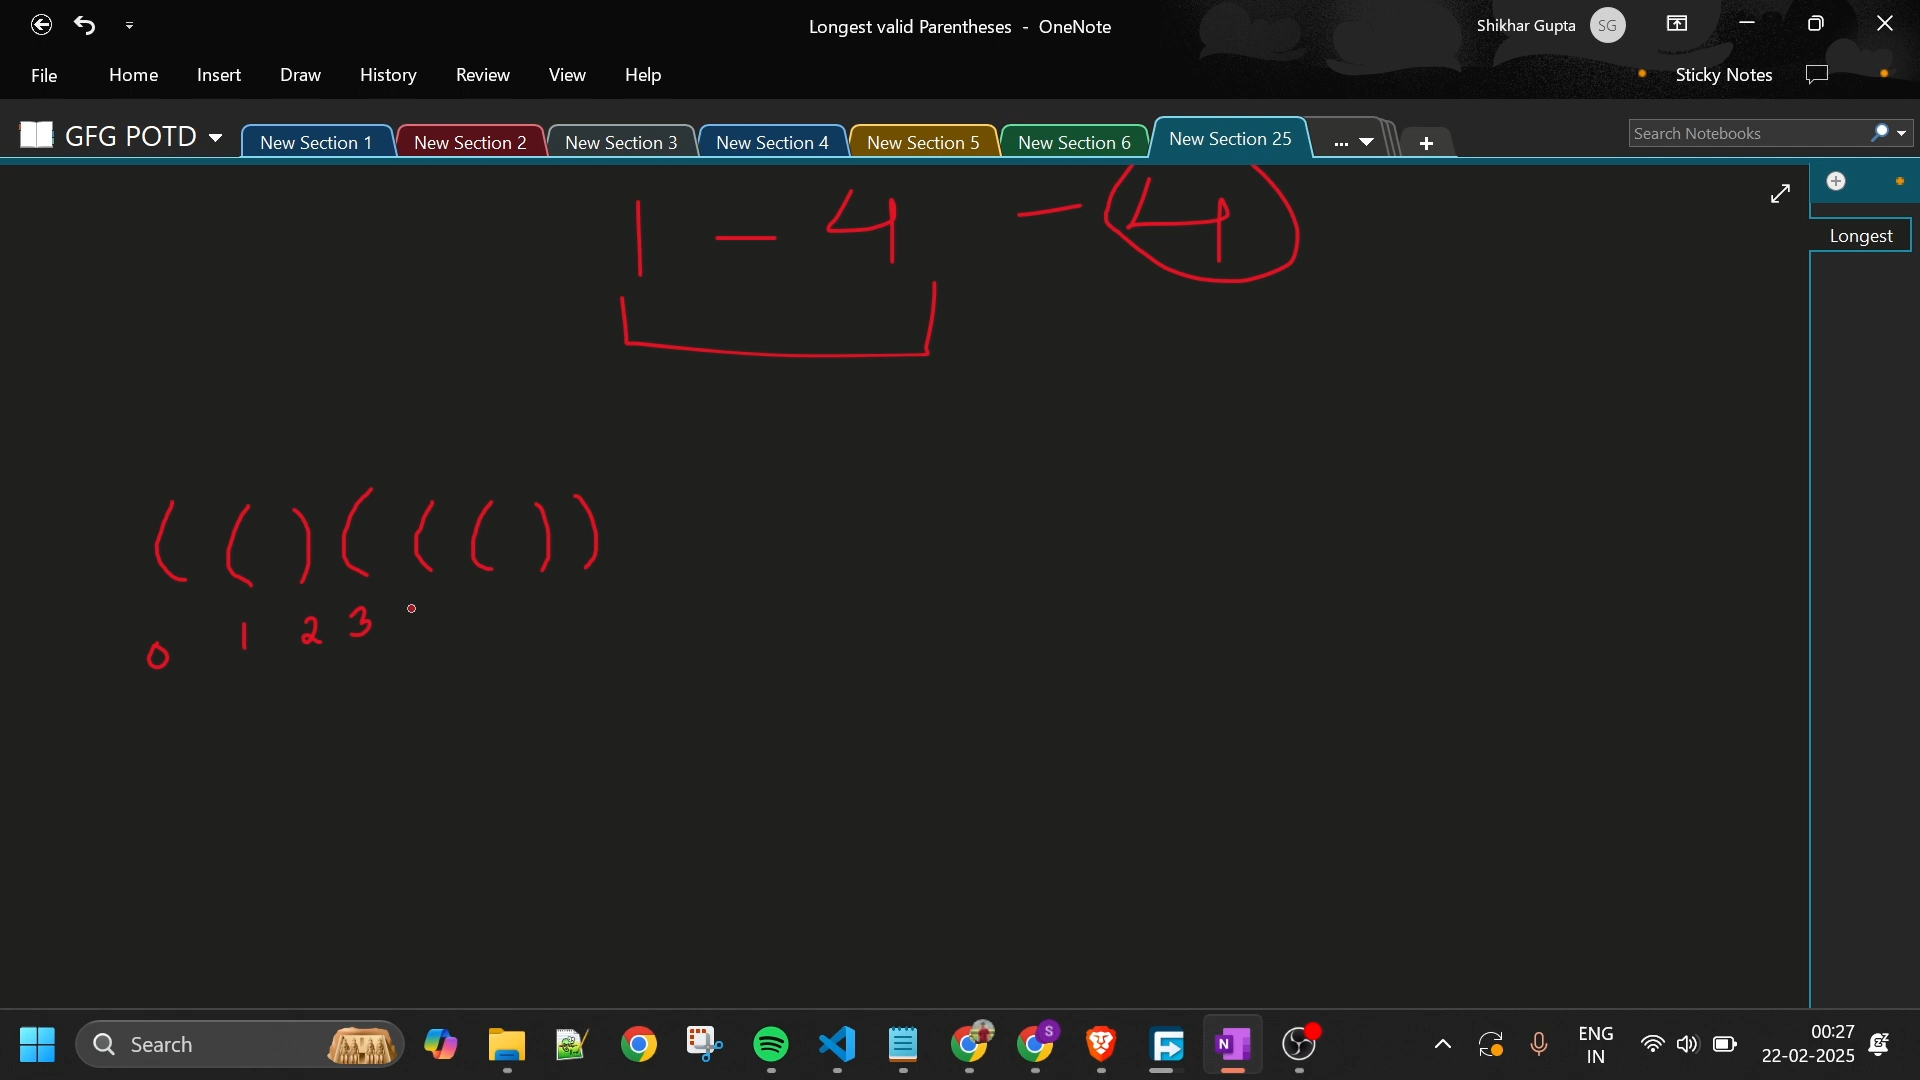 Longest valid Parentheses - OneNote
Shikhar Gupta
SG
File Home Insert Draw History Review View Help
Sticky Notes
GFG POTD
New Section 1
New Section 2
New Section 3
New Section 4
New Section 5
New Section 6
New Section 25
...
+
Search Notebooks
Longest
1 - 4 - 4
( ( ) ( ( ( ) )
0 1 2 3
Search
S
N
ENG
IN
00:27
22-02-2025